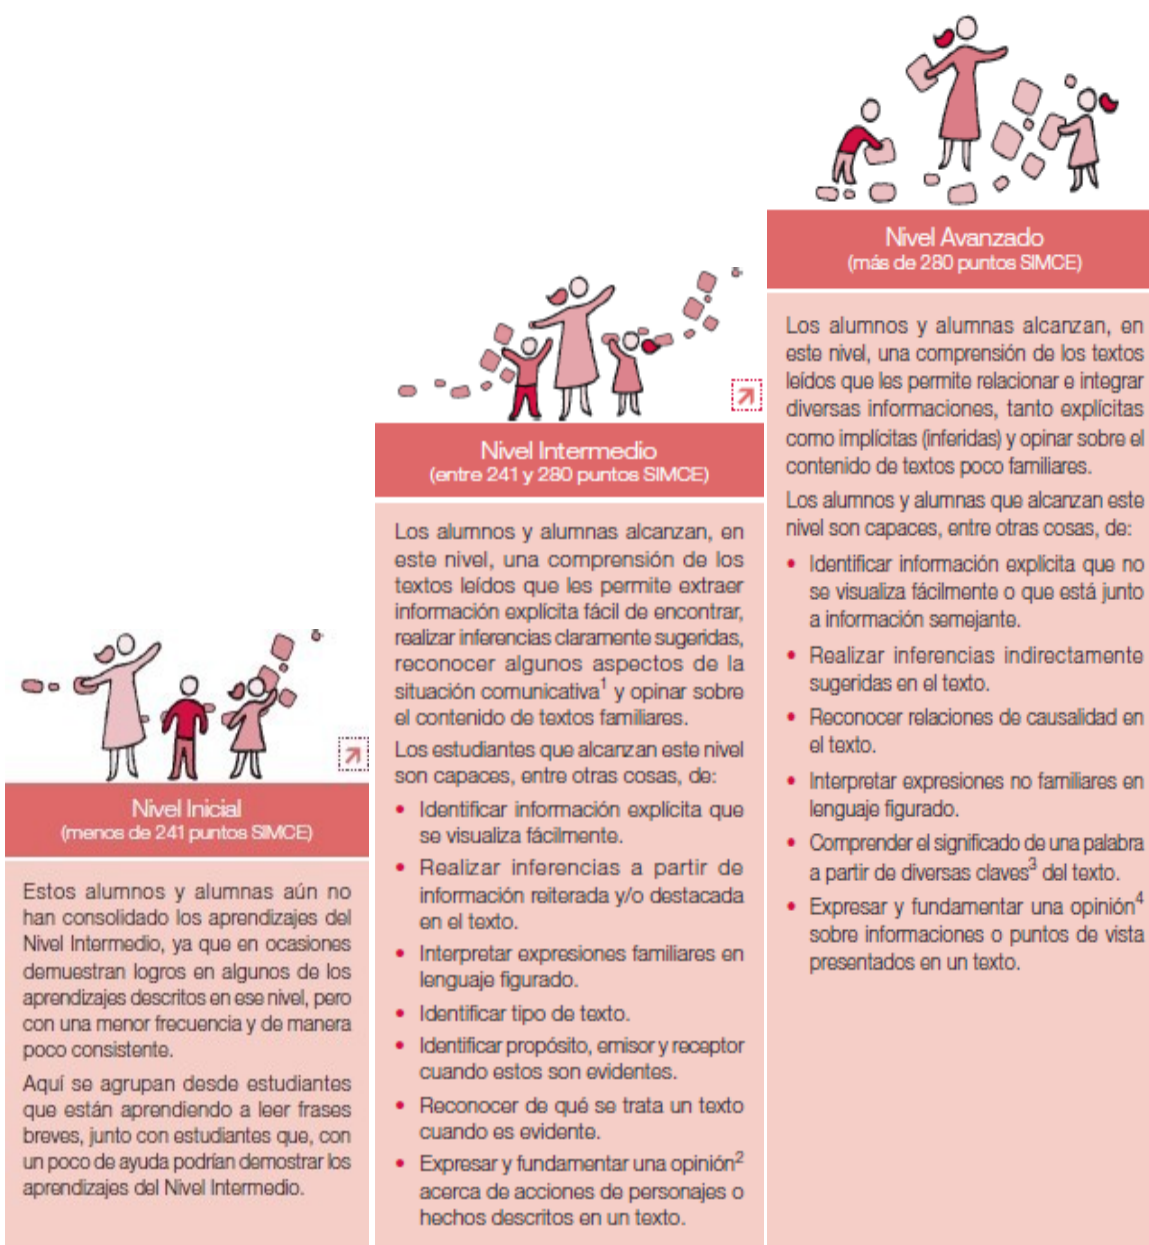 Nivel Inicial
(menos de 241 puntos SIMCE)
Estos alumnos y alumnas aún no
han consolidado los aprendizajes del
Nivel Intermedio, ya que en ocasiones
demuestran logros en algunos de los
aprendizajes descritos en ese nivel, pero
con una menor frecuencia y de manera
poco consistente.
Aquí se agrupan desde estudiantes
que están aprendiendo a leer frases
breves, junto con estudiantes que, con
un poco de ayuda podrían demostrar los
aprendizajes del Nivel Intermedio.
Nivel Intermedio
(entre 241 y 280 puntos SIMCE)
Los alumnos y alumnas alcanzan, en
este nivel, una comprensión de los
textos leídos que les permite extraer
información explícita fácil de encontrar,
realizar inferencias claramente sugeridas,
reconocer algunos aspectos de la
situación comunicativa¹ y opinar sobre
el contenido de textos familiares.
Los estudiantes que alcanzan este nivel
son capaces, entre otras cosas, de:
• Identificar información explícita que
se visualiza fácilmente.
• Realizar inferencias a partir de
información reiterada y/o destacada
en el texto.
• Interpretar expresiones familiares en
lenguaje figurado.
• Identificar tipo de texto.
• Identificar propósito, emisor y receptor
cuando estos son evidentes.
• Reconocer de qué se trata un texto
cuando es evidente.
• Expresar y fundamentar una opinión²
acerca de acciones de personajes o
hechos descritos en un texto.
Nivel Avanzado
(más de 280 puntos SIMCE)
Los alumnos y alumnas alcanzan, en
este nivel, una comprensión de los textos
leídos que les permite relacionar e integrar
diversas informaciones, tanto explícitas
como implícitas (inferidas) y opinar sobre el
contenido de textos poco familiares.
Los alumnos y alumnas que alcanzan este
nivel son capaces, entre otras cosas, de:
• Identificar información explícita que no
se visualiza fácilmente o que está junto
a información semejante.
• Realizar inferencias indirectamente
sugeridas en el texto.
• Reconocer relaciones de causalidad en
el texto.
• Interpretar expresiones no familiares en
lenguaje figurado.
• Comprender el significado de una palabra
a partir de diversas claves³ del texto.
• Expresar y fundamentar una opinión⁴
sobre informaciones o puntos de vista
presentados en un texto.